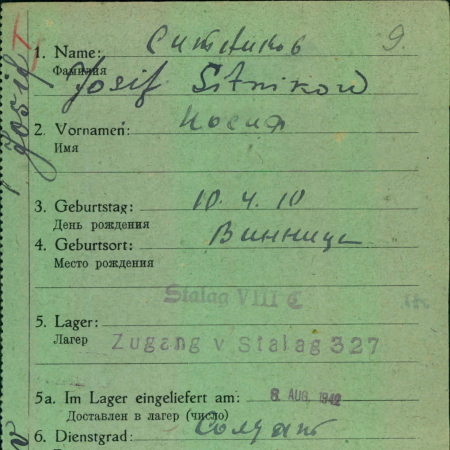 1. Name: Ситников 9.
Фамилия
Josif Sitnikow
2. Vornamen: Иосиф
Имя
3. Geburtstag: 10. 4. 10
День рождения
4. Geburtsort: Винница
Место рождения
Stalag VIII C
5. Lager:
Лагер Zugang v Stalag 327
5a. Im Lager eingeliefert am: 8. AUG. 1942
Доставлен в лагер (число)
6. Dienstgrad: Солдат
Josif